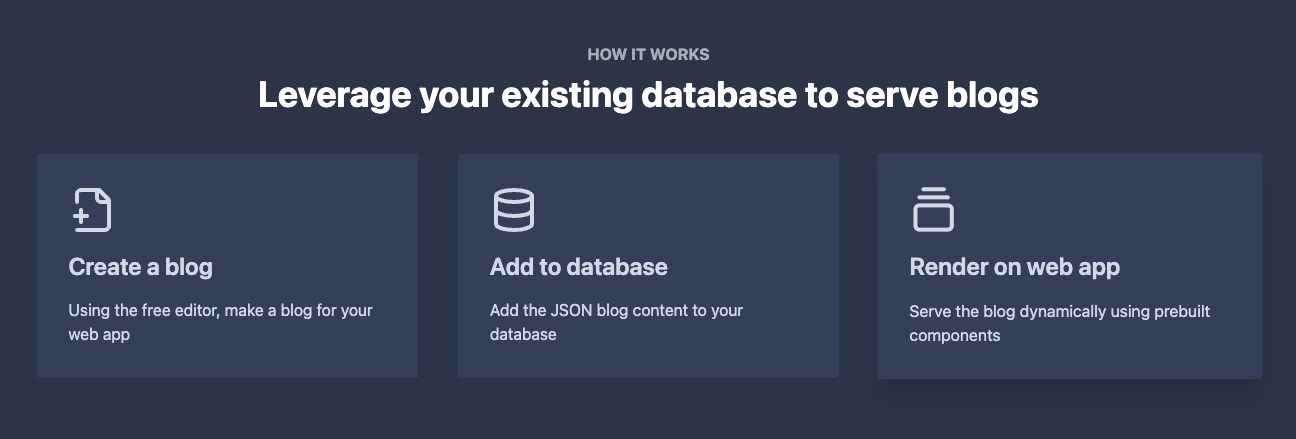 HOW IT WORKS
Leverage your existing database to serve blogs
Create a blog
Using the free editor, make a blog for your
web app
Add to database
Add the JSON blog content to your
database
Render on web app
Serve the blog dynamically using prebuilt
components